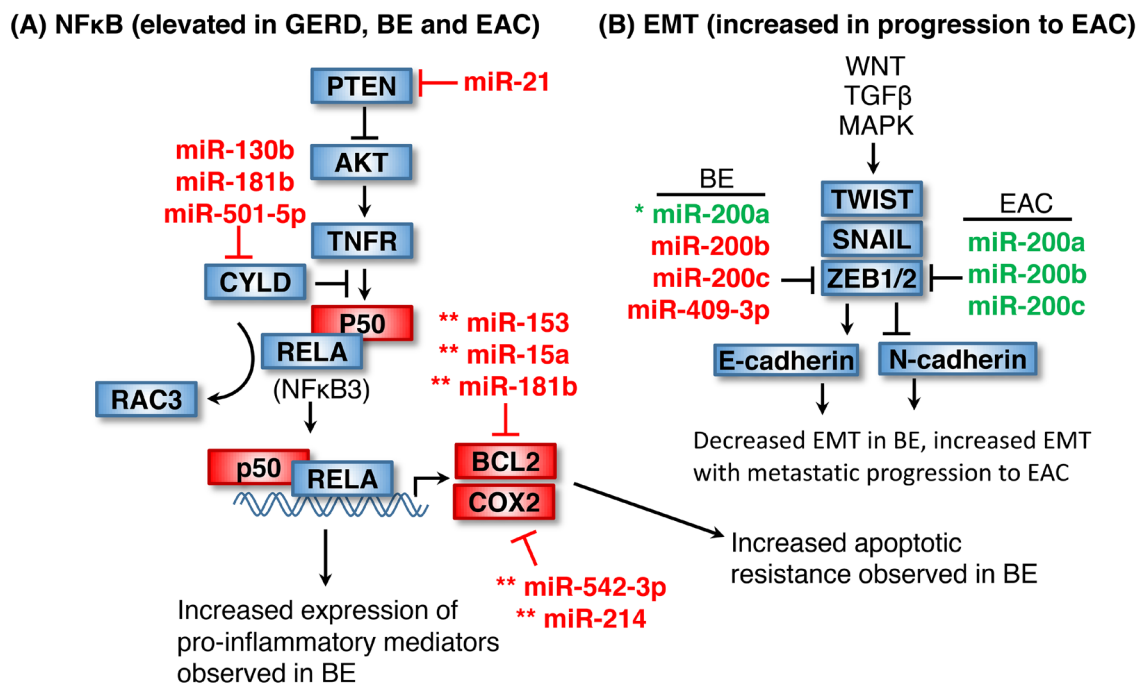 (A) NFκB (elevated in GERD, BE and EAC)
PTEN
miR-21
AKT
miR-130b
miR-181b
miR-501-5p
TNFR
CYLD
P50
RELA
(NFκB3)
RAC3
** miR-153
** miR-15a
** miR-181b
p50
RELA
BCL2
COX2
** miR-542-3p
** miR-214
Increased expression of
pro-inflammatory mediators
observed in BE
Increased apoptotic
resistance observed in BE
(B) EMT (increased in progression to EAC)
WNT
TGFβ
MAPK
TWIST
SNAIL
ZEB1/2
BE
* miR-200a
miR-200b
miR-200c
miR-409-3p
EAC
miR-200a
miR-200b
miR-200c
E-cadherin
N-cadherin
Decreased EMT in BE, increased EMT
with metastatic progression to EAC